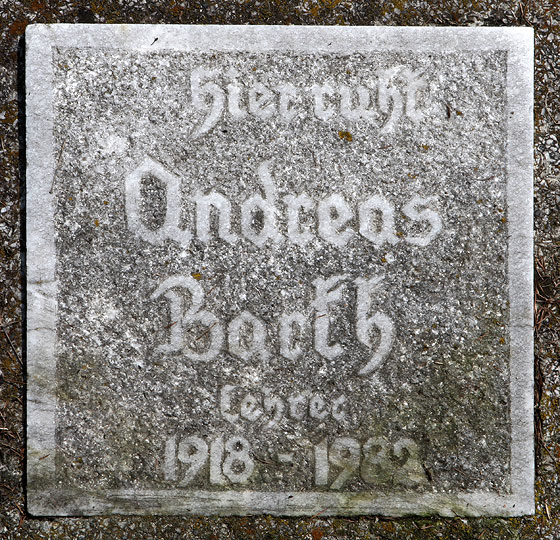 Hier ruht
Andreas
Barth
Lehrer
1918 - 1982